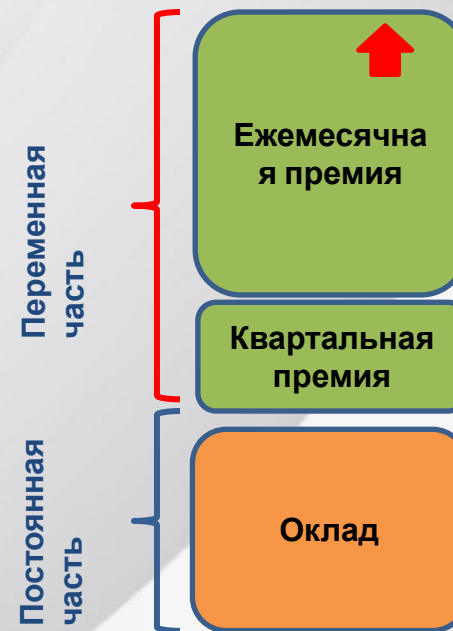 Переменная
часть
Ежемесячна
я премия
Квартальная
премия
Постоянная
часть
Оклад